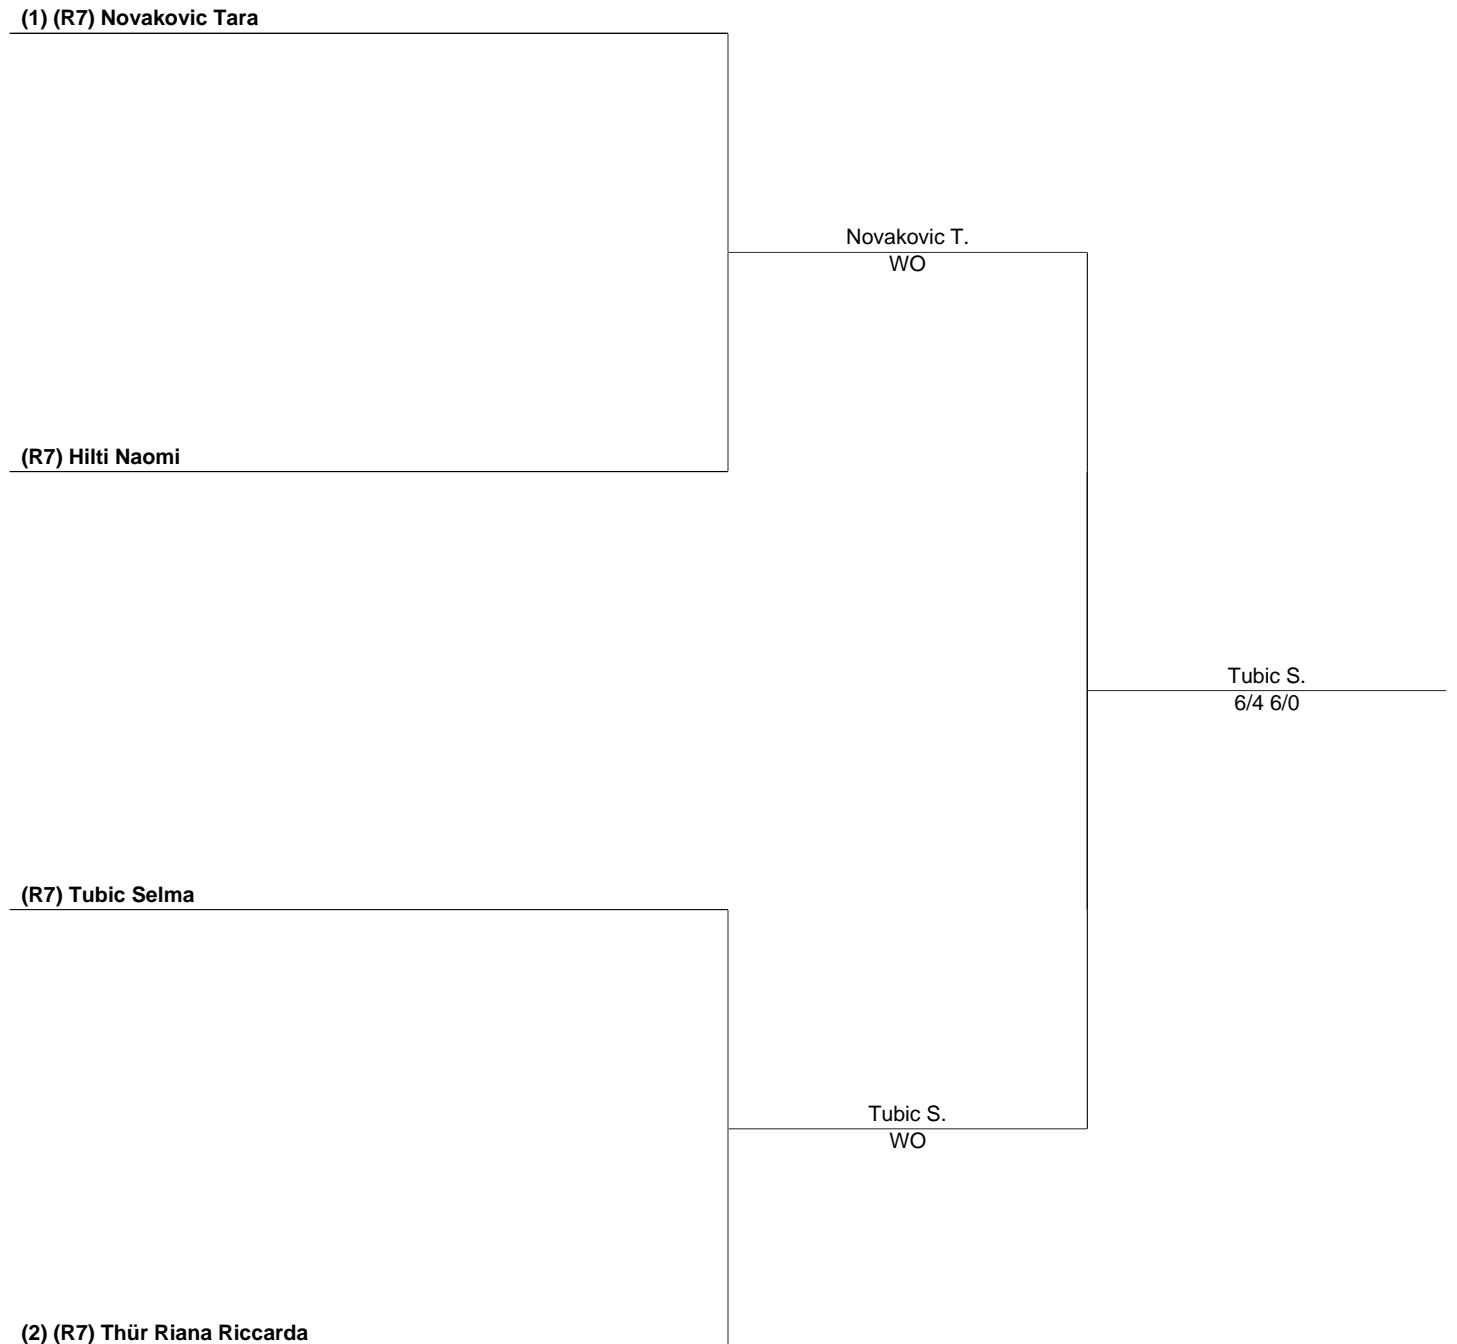 (1) (R7) Novakovic Tara
Novakovic T.
WO
(R7) Hilti Naomi
Tubic S.
6/4 6/0
(R7) Tubic Selma
Tubic S.
WO
(2) (R7) Thür Riana Riccarda